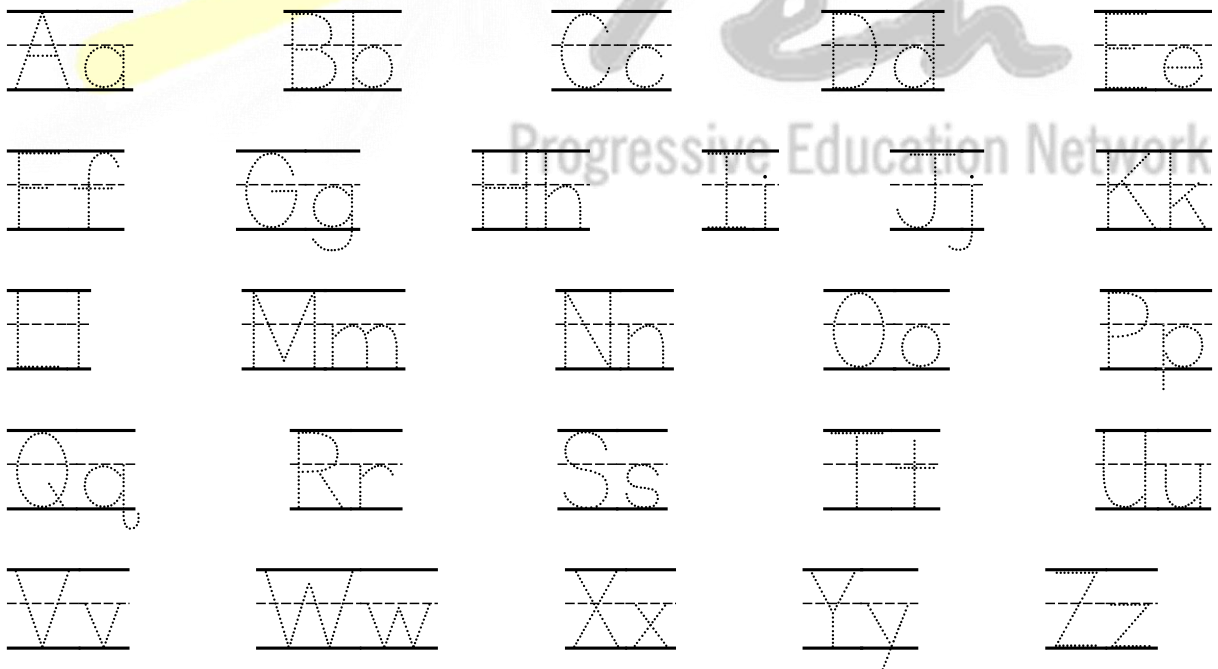 Aa Bb Cc Dd Ee
Progressive Education Network
Ff Gg Hh Ii Jj Kk
Ll Mm Nn Oo Pp
Qq Rr Ss Tt Uu
Vv Ww Xx Yy Zz